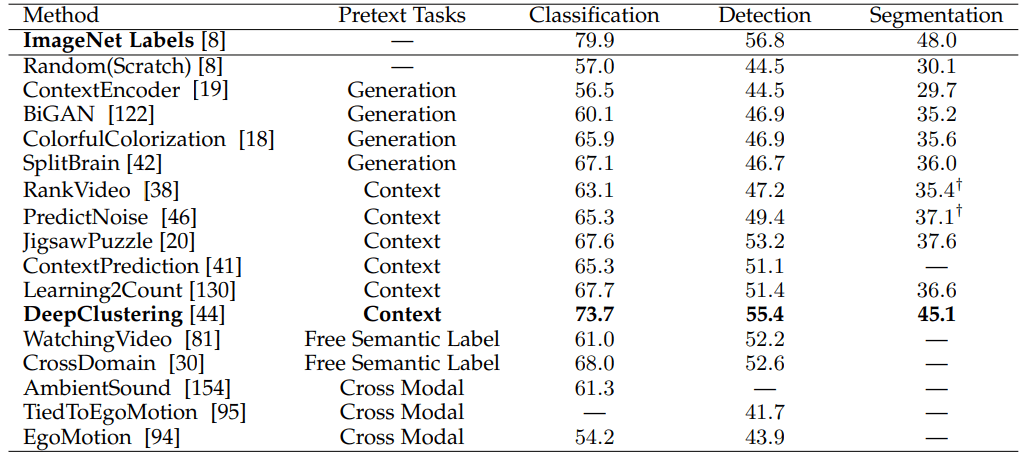 Method Pretext Tasks Classification Detection Segmentation
ImageNet Labels [8] — 79.9 56.8 48.0
Random(Scratch) [8] — 57.0 44.5 30.1
ContextEncoder [19] Generation 56.5 44.5 29.7
BiGAN [122] Generation 60.1 46.9 35.2
ColorfulColorization [18] Generation 65.9 46.9 35.6
SplitBrain [42] Generation 67.1 46.7 36.0
RankVideo [38] Context 63.1 47.2 35.4†
PredictNoise [46] Context 65.3 49.4 37.1†
JigsawPuzzle [20] Context 67.6 53.2 37.6
ContextPrediction [41] Context 65.3 51.1 —
Learning2Count [130] Context 67.7 51.4 36.6
DeepClustering [44] Context 73.7 55.4 45.1
WatchingVideo [81] Free Semantic Label 61.0 52.2 —
CrossDomain [30] Free Semantic Label 68.0 52.6 —
AmbientSound [154] Cross Modal 61.3 — —
TiedToEgoMotion [95] Cross Modal — 41.7 —
EgoMotion [94] Cross Modal 54.2 43.9 —